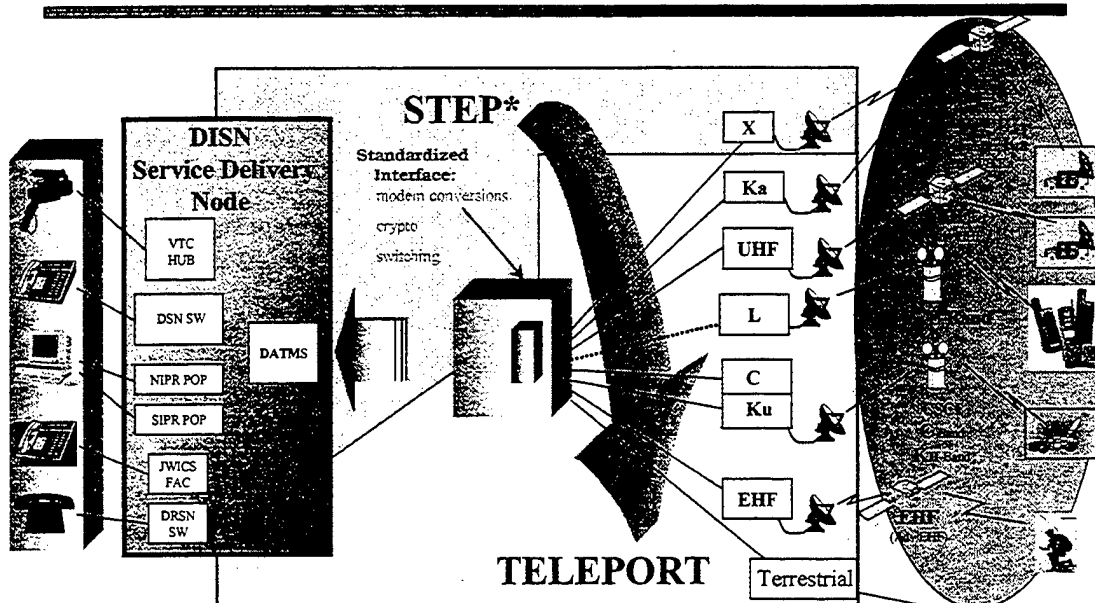 STEP*
DISN
Service Delivery
Node
VTC
HUB
DSN SW
NIPR POP
SIPR POP
JWICS
FAC
DRSN
SW
DATMS
Standardized
Interface:
modem conversions
crypto
switching
X
Ka
UHF
L
C
Ku
EHF
Terrestrial
TELEPORT
EHF